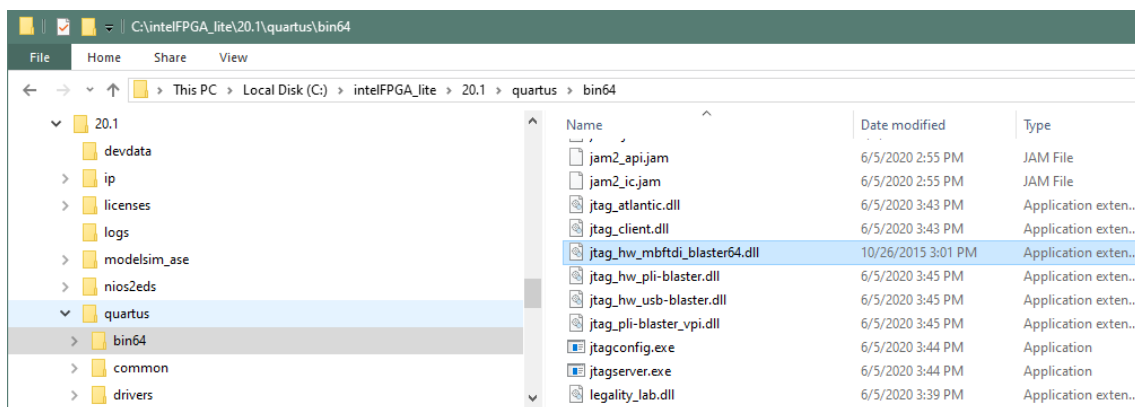 C:\intelFPGA_lite\20.1\quartus\bin64
File Home Share View
This PC > Local Disk (C:) > intelFPGA_lite > 20.1 > quartus > bin64
20.1
devdata
ip
licenses
logs
modelsim_ase
nios2eds
quartus
bin64
common
drivers
Name Date modified Type
jam2_api.jam 6/5/2020 2:55 PM JAM File
jam2_ic.jam 6/5/2020 2:55 PM JAM File
jtag_atlantic.dll 6/5/2020 3:43 PM Application exten...
jtag_client.dll 6/5/2020 3:43 PM Application exten...
jtag_hw_mbftdi_blaster64.dll 10/26/2015 3:01 PM Application exten...
jtag_hw_pli-blaster.dll 6/5/2020 3:45 PM Application exten...
jtag_hw_usb-blaster.dll 6/5/2020 3:45 PM Application exten...
jtag_pli-blaster_vpi.dll 6/5/2020 3:45 PM Application exten...
jtagconfig.exe 6/5/2020 3:44 PM Application
jtagserver.exe 6/5/2020 3:44 PM Application
legality_lab.dll 6/5/2020 3:39 PM Application exten...